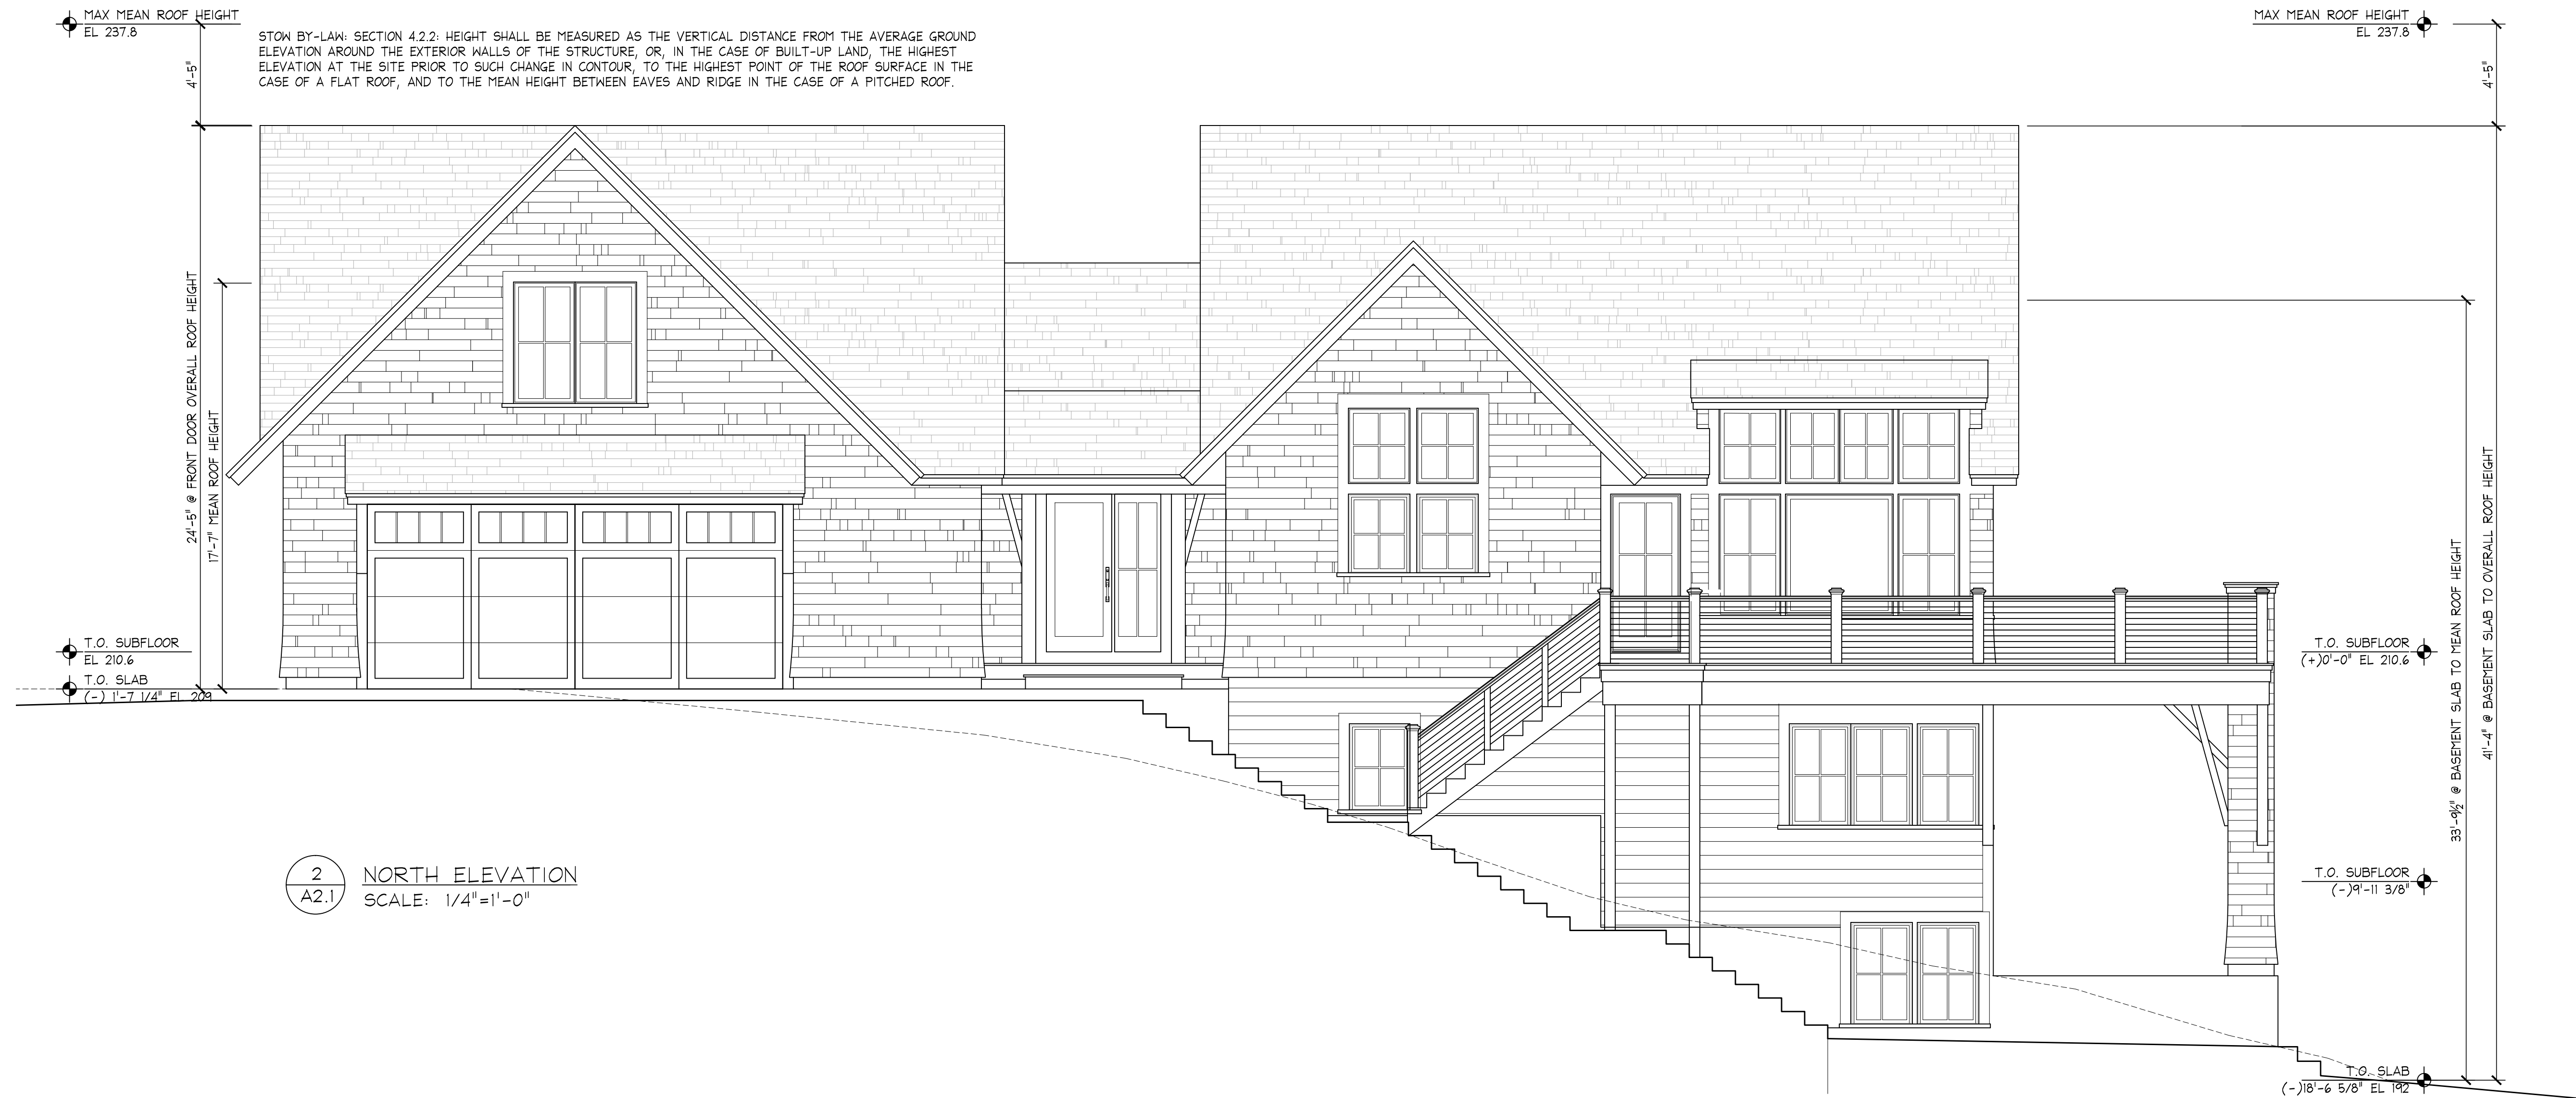 MAX MEAN ROOF HEIGHT
EL 237.8
4'-5"
STOW BY-LAW: SECTION 4.2.2: HEIGHT SHALL BE MEASURED AS THE VERTICAL DISTANCE FROM THE AVERAGE GROUND
ELEVATION AROUND THE EXTERIOR WALLS OF THE STRUCTURE, OR, IN THE CASE OF BUILT-UP LAND, THE HIGHEST
ELEVATION AT THE SITE PRIOR TO SUCH CHANGE IN CONTOUR, TO THE HIGHEST POINT OF THE ROOF SURFACE IN THE
CASE OF A FLAT ROOF, AND TO THE MEAN HEIGHT BETWEEN EAVES AND RIDGE IN THE CASE OF A PITCHED ROOF.
MAX MEAN ROOF HEIGHT
EL 237.8
4'-5"
24'-5" @ FRONT DOOR OVERALL ROOF HEIGHT
17'-7" MEAN ROOF HEIGHT
T.O. SUBFLOOR
EL 210.6
T.O. SLAB
(-) 1'-7 1/4" EL 209
33'-9½" @ BASEMENT SLAB TO MEAN ROOF HEIGHT
41'-4" @ BASEMENT SLAB TO OVERALL ROOF HEIGHT
T.O. SUBFLOOR
(+)0'-0" EL 210.6
2
A2.1
NORTH ELEVATION
SCALE: 1/4"=1'-0"
T.O. SUBFLOOR
(-)9'-11 3/8"
T.O. SLAB
(-)18'-6 5/8" EL 192